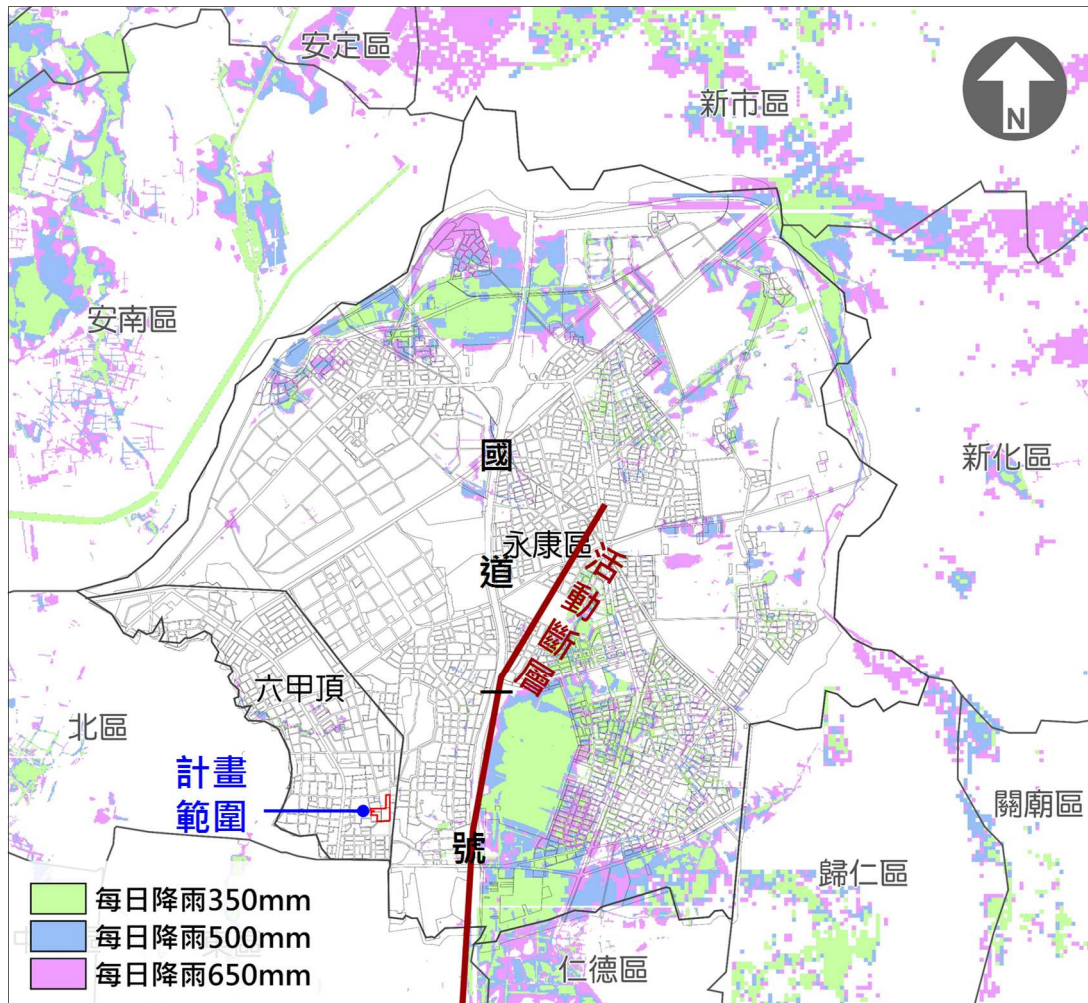 安定區
新市區
N
安南區
新化區
國道一號
永康區
活動斷層
六甲頂
北區
計畫
範圍
關廟區
歸仁區
仁德區
每日降雨350mm
每日降雨500mm
每日降雨650mm